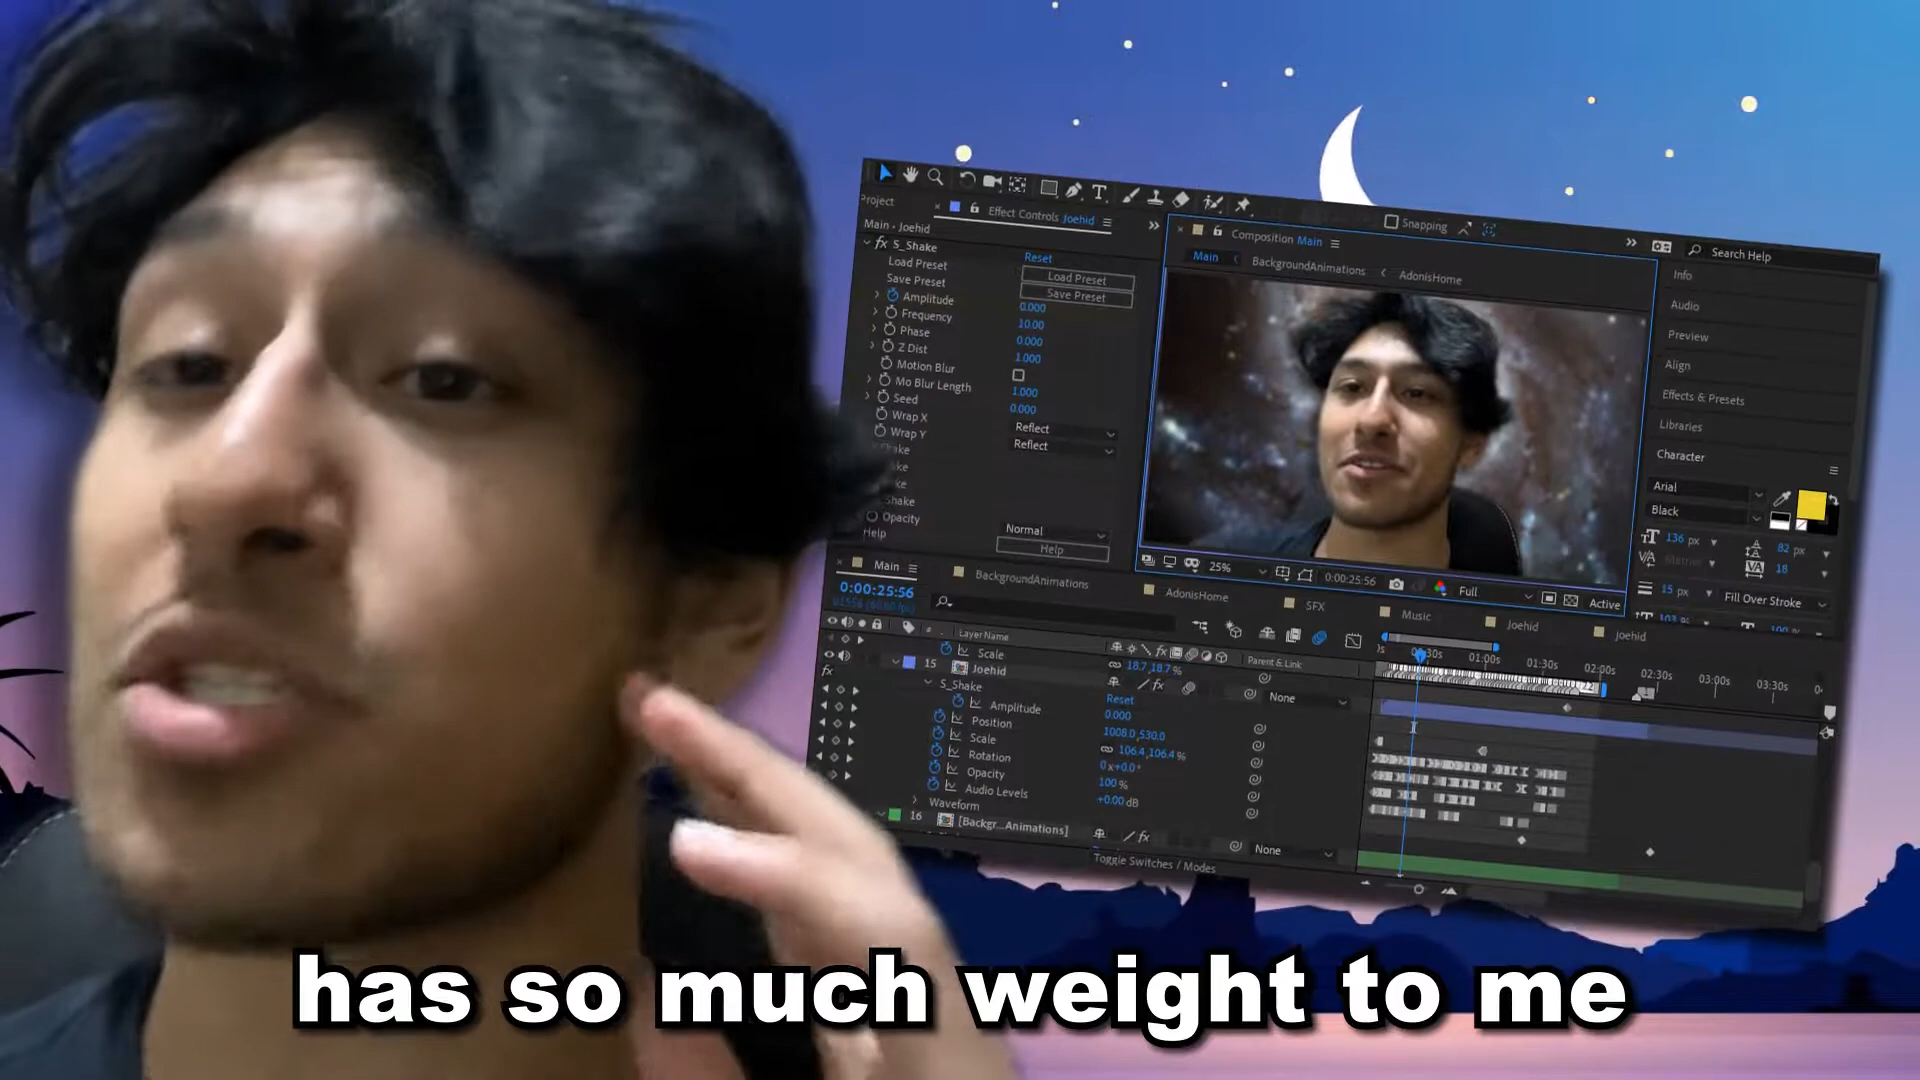 Snapping
Search Help
Project
Effect Controls Joehid
Main • Joehid
fx S_Shake
Reset
Load Preset
Load Preset
Save Preset
Save Preset
Amplitude
0.000
Frequency
10.00
Phase
0.000
Z Dist
1.000
Motion Blur
Mo Blur Length
1.000
Seed
0.000
Wrap X
Reflect
Wrap Y
Reflect
Opacity
Normal
Help
Help
Composition Main
Main
BackgroundAnimations
AdonisHome
25%
0:00:25:56
Full
Active
Info
Audio
Preview
Align
Effects & Presets
Libraries
Character
Arial
Black
136 px
82 px
18
15 px
Fill Over Stroke
Main
BackgroundAnimations
AdonisHome
SFX
Music
Joehid
Joehid
0:00:25:56
Layer Name
Parent & Link
01:00s
01:30s
02:00s
02:30s
03:00s
03:30s
Scale
18.7,18.7 %
15
Joehid
None
S_Shake
Reset
Amplitude
0.000
Position
1008.0,530.0
Scale
106.4,106.4 %
Rotation
0x+0.0°
Opacity
100 %
Audio Levels
+0.00 dB
Waveform
16
[Backgr...Animations]
None
Toggle Switches / Modes
has so much weight to me